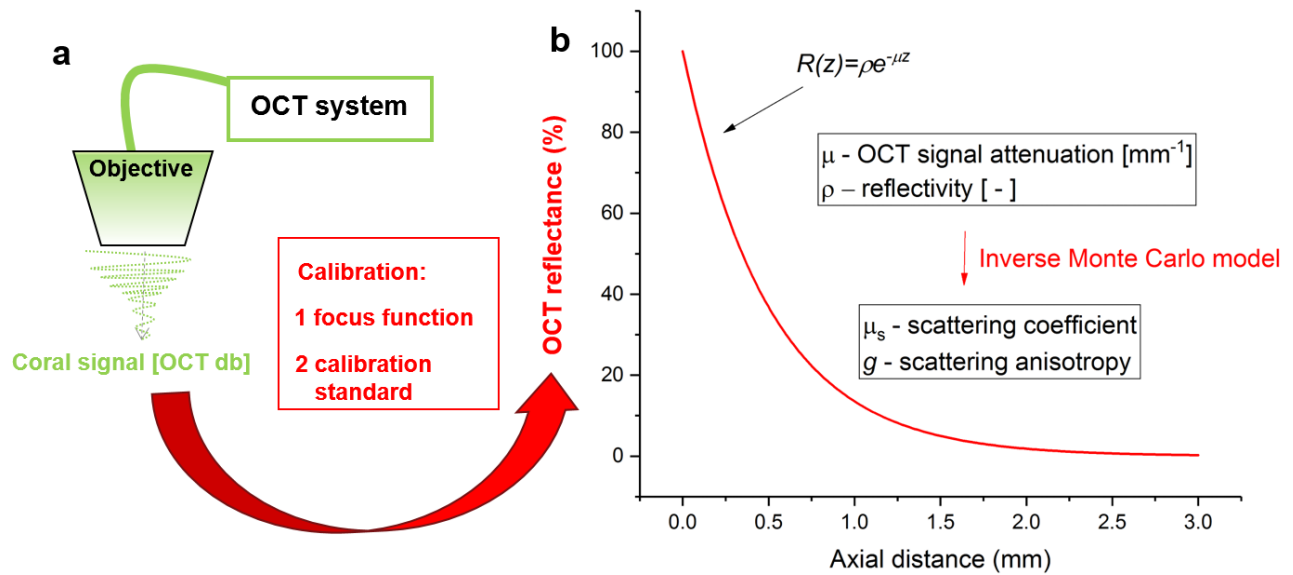 a
OCT system
Objective
Coral signal [OCT db]
Calibration:
1 focus function
2 calibration
standard
b
OCT reflectance (%)
100
80
60
40
20
0
R(z)=ρe^-μz
μ - OCT signal attenuation [mm^-1]
ρ – reflectivity [ - ]
Inverse Monte Carlo model
μ_s - scattering coefficient
g - scattering anisotropy
0.0 0.5 1.0 1.5 2.0 2.5 3.0
Axial distance (mm)